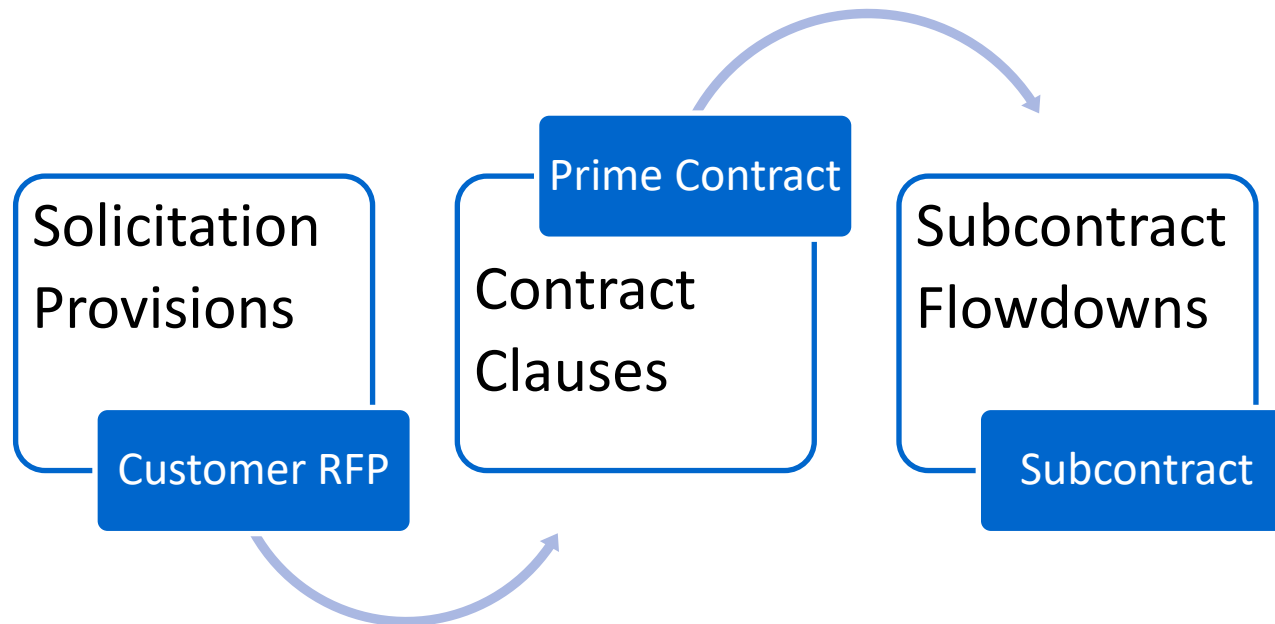 Solicitation
Provisions
Customer RFP
Prime Contract
Contract
Clauses
Subcontract
Flowdowns
Subcontract